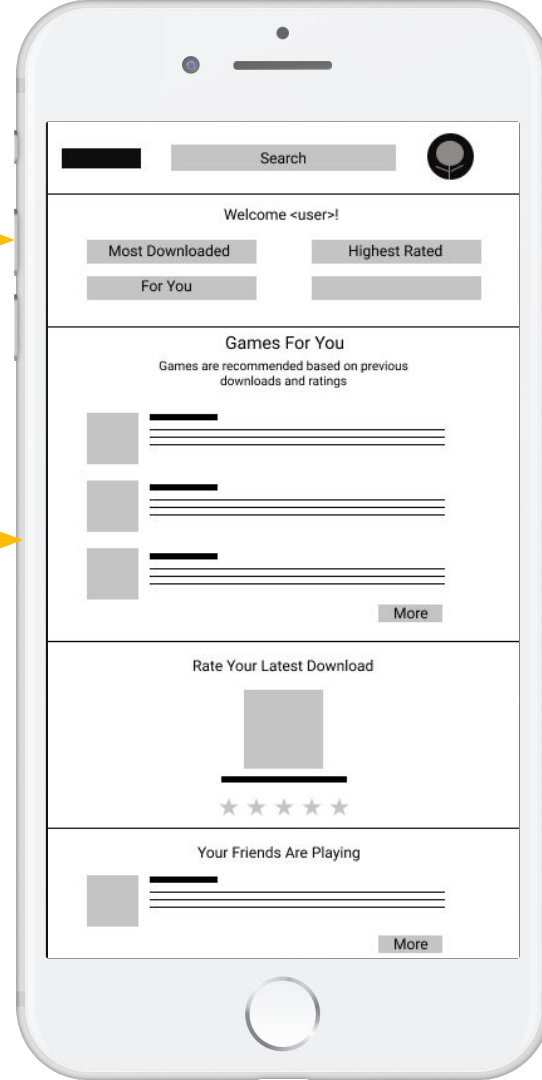 Search
Welcome <user>!
Most Downloaded
Highest Rated
For You
Games For You
Games are recommended based on previous
downloads and ratings
More
Rate Your Latest Download
Your Friends Are Playing
More